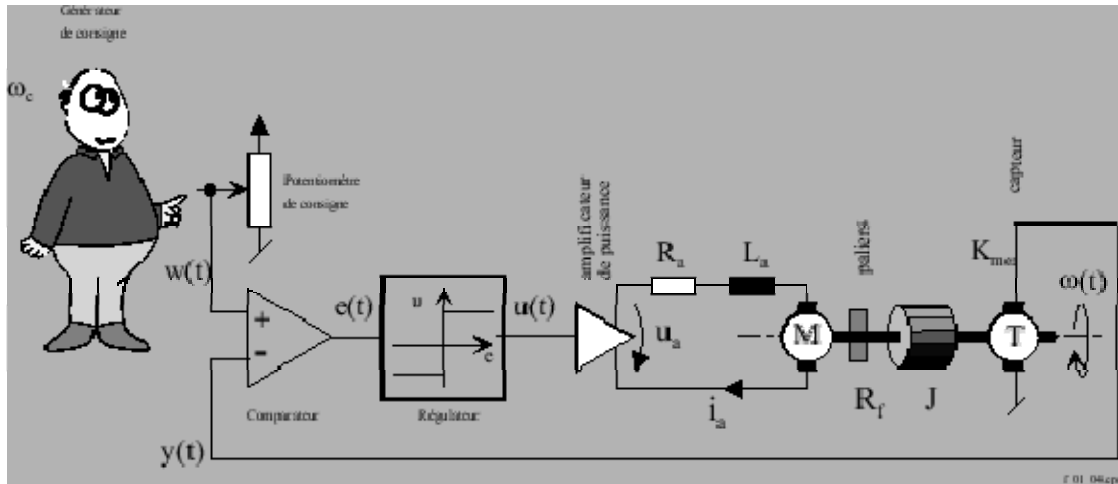 Générateur
de consigne
ωc
Potentiomètre
de consigne
w(t)
e(t)
u
e
u(t)
+
-
Comparateur
Régulateur
y(t)
amplificateur
de puissance
Ra
La
ua
ia
M
paliers
Rf
J
capteur
Kmes
T
ω(t)